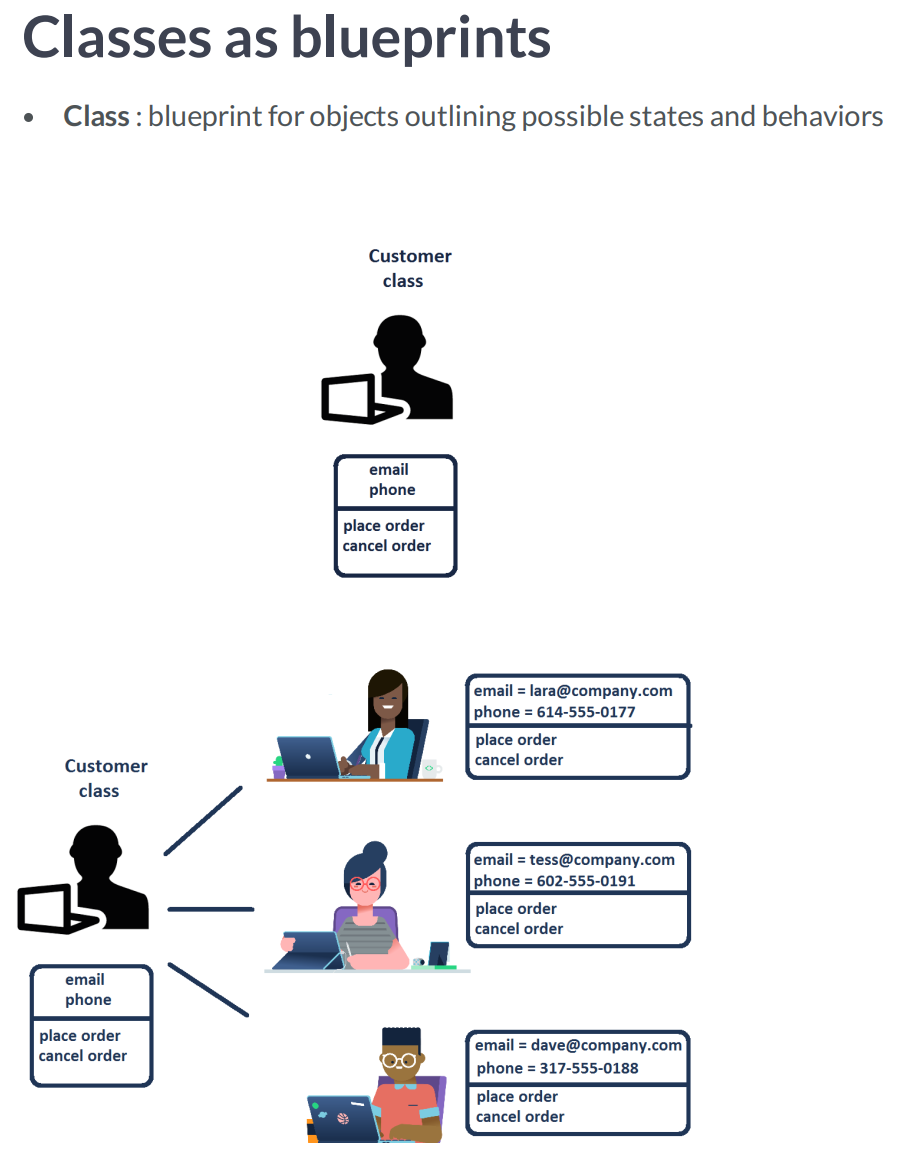 Classes as blueprints
• Class : blueprint for objects outlining possible states and behaviors
Customer
class
email
phone
place order
cancel order
email = lara@company.com
phone = 614-555-0177
place order
cancel order
Customer
class
email
phone
place order
cancel order
email = tess@company.com
phone = 602-555-0191
place order
cancel order
email = dave@company.com
phone = 317-555-0188
place order
cancel order